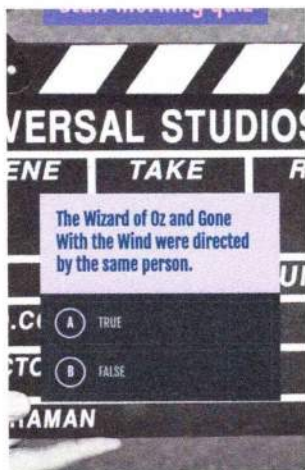 VERSAL STUDIOS
ENE TAKE R
The Wizard of Oz and Gone
With the Wind were directed
by the same person.
A TRUE
B FALSE
AMAN